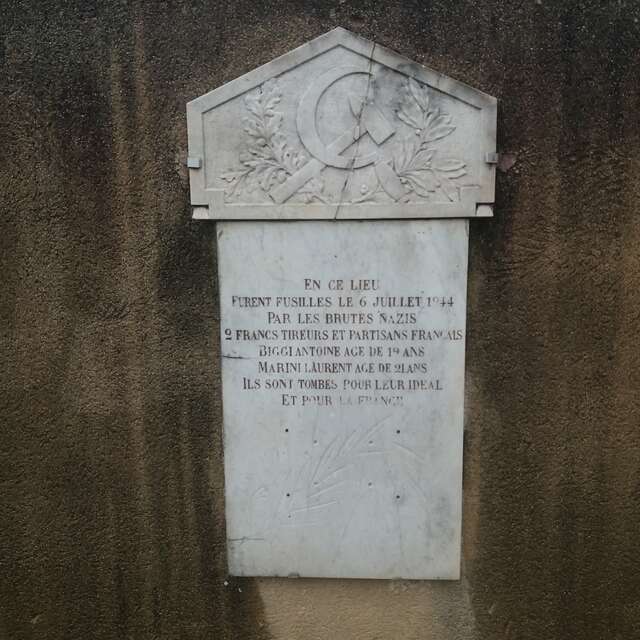 EN CE LIEU
FURENT FUSILLES LE 6 JUILLET 1944
PAR LES BRUTES NAZIS
2 FRANCS TIREURS ET PARTISANS FRANCAIS
BIGGI ANTOINE AGE DE 19 ANS
MARINI LAURENT AGE DE 21 ANS
ILS SONT TOMBES POUR LEUR IDEAL
ET POUR LA FRANCE